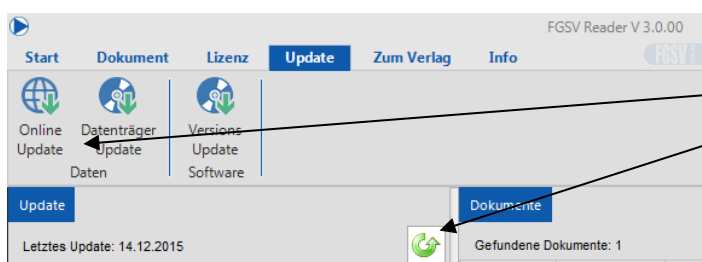 FGSV Reader V 3.0.00
Start Dokument Lizenz Update Zum Verlag Info
FGSV
Online Datenträger Versions
Update Update Update
Daten Software
Update Dokumente
Letztes Update: 14.12.2015 Gefundene Dokumente: 1